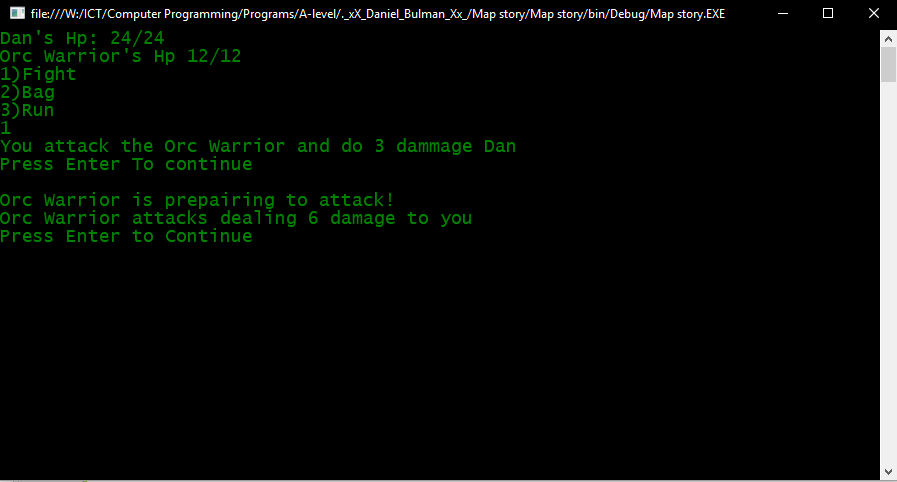 file:///W:/ICT/Computer Programming/Programs/A-level/._xX_Daniel_Bulman_Xx_/Map story/Map story/bin/Debug/Map story.EXE
Dan's Hp: 24/24
Orc Warrior's Hp 12/12
1)Fight
2)Bag
3)Run
1
You attack the Orc Warrior and do 3 dammage Dan
Press Enter To continue
Orc Warrior is prepairing to attack!
Orc Warrior attacks dealing 6 damage to you
Press Enter to Continue